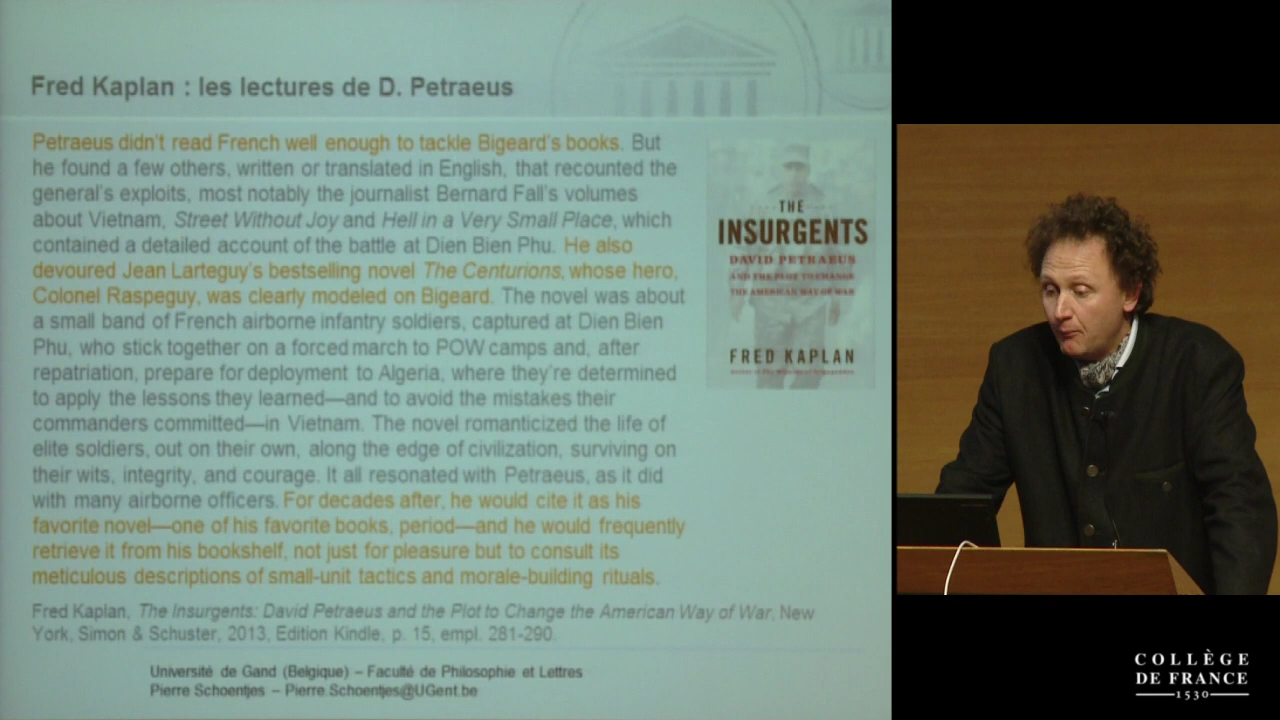 Fred Kaplan : les lectures de D. Petraeus
Petraeus didn't read French well enough to tackle Bigeard's books. But
he found a few others, written or translated in English, that recounted the
general's exploits, most notably the journalist Bernard Fall's volumes
about Vietnam, Street Without Joy and Hell in a Very Small Place, which
contained a detailed account of the battle at Dien Bien Phu. He also
devoured Jean Larteguy's bestselling novel The Centurions, whose hero,
Colonel Raspeguy, was clearly modeled on Bigeard. The novel was about
a small band of French airborne infantry soldiers, captured at Dien Bien
Phu, who stick together on a forced march to POW camps and, after
repatriation, prepare for deployment to Algeria, where they're determined
to apply the lessons they learned—and to avoid the mistakes their
commanders committed—in Vietnam. The novel romanticized the life of
elite soldiers, out on their own, along the edge of civilization, surviving on
their wits, integrity, and courage. It all resonated with Petraeus, as it did
with many airborne officers. For decades after, he would cite it as his
favorite novel—one of his favorite books, period—and he would frequently
retrieve it from his bookshelf, not just for pleasure but to consult its
meticulous descriptions of small-unit tactics and morale-building rituals.
Fred Kaplan, The Insurgents: David Petraeus and the Plot to Change the American Way of War, New
York, Simon & Schuster, 2013, Edition Kindle, p. 15, empl. 281-290.
Université de Gand (Belgique) – Faculté de Philosophie et Lettres
Pierre Schoentjes – Pierre.Schoentjes@UGent.be
THE
INSURGENTS
DAVID PETRAEUS
AND THE PLOT TO CHANGE
THE AMERICAN WAY OF WAR
FRED KAPLAN
COLLÈGE
DE FRANCE
1530